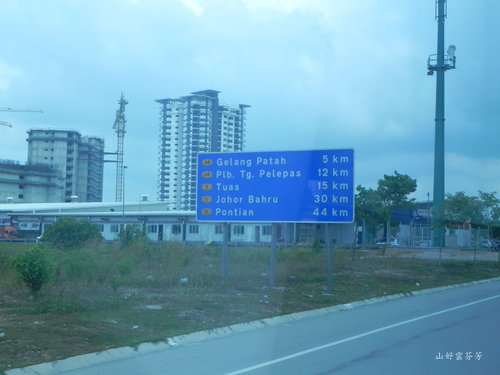 Gelang Patah 5 km
Plb. Tg. Pelepas 12 km
Tuas 15 km
Johor Bahru 30 km
Pontian 44 km
山好雲芬芳